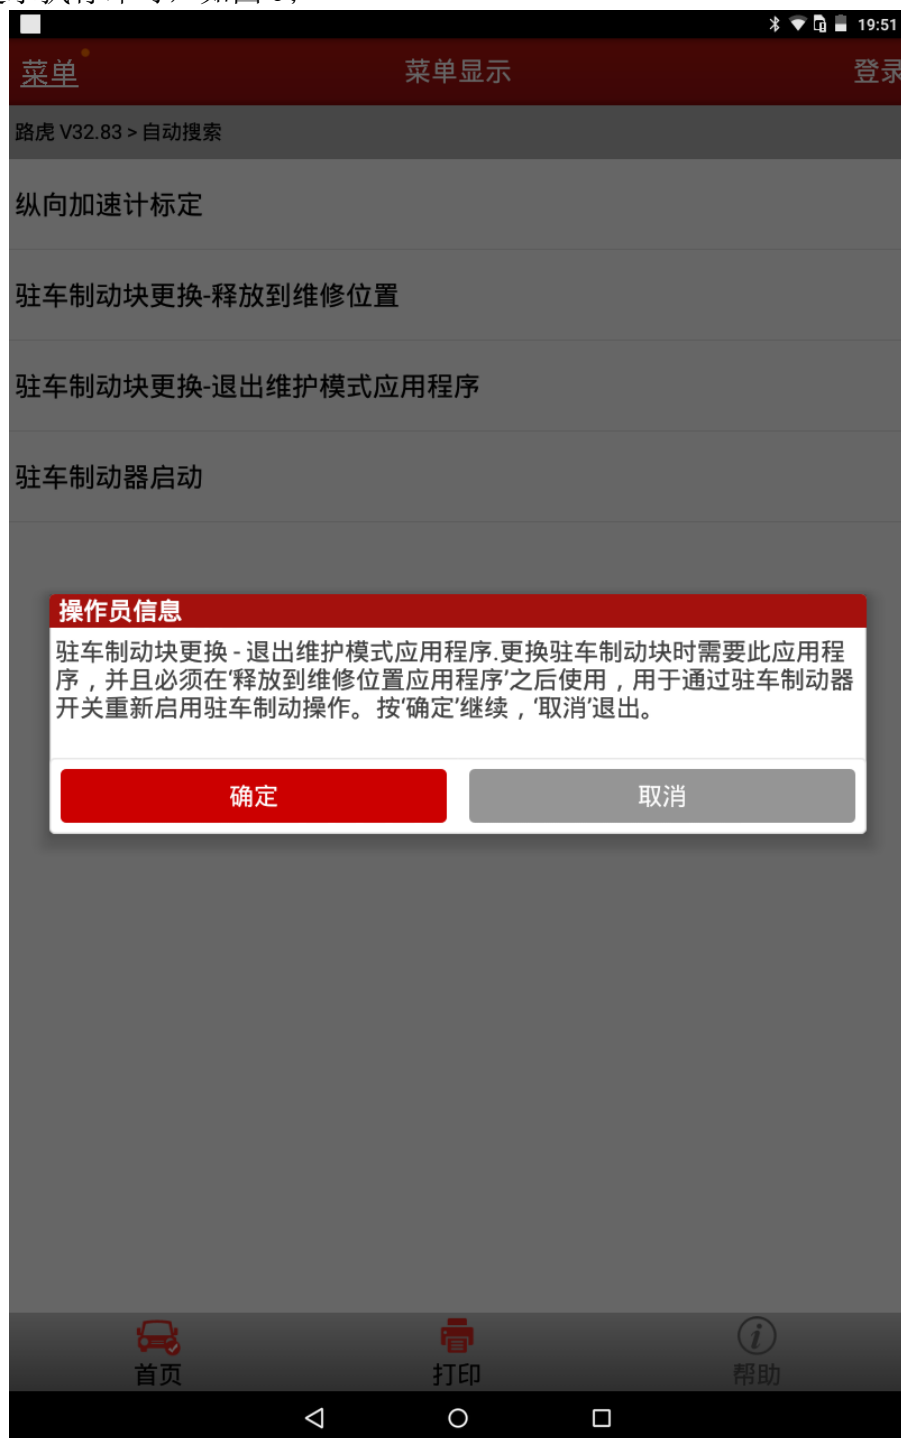 19:51
菜单
菜单显示
登录
路虎 V32.83 > 自动搜索
纵向加速计标定
驻车制动块更换-释放到维修位置
驻车制动块更换-退出维护模式应用程序
驻车制动器启动
操作员信息
驻车制动块更换 - 退出维护模式应用程序.更换驻车制动块时需要此应用程
序，并且必须在'释放到维修位置应用程序'之后使用，用于通过驻车制动器
开关重新启用驻车制动操作。按'确定'继续，'取消'退出。
确定
取消
首页
打印
帮助